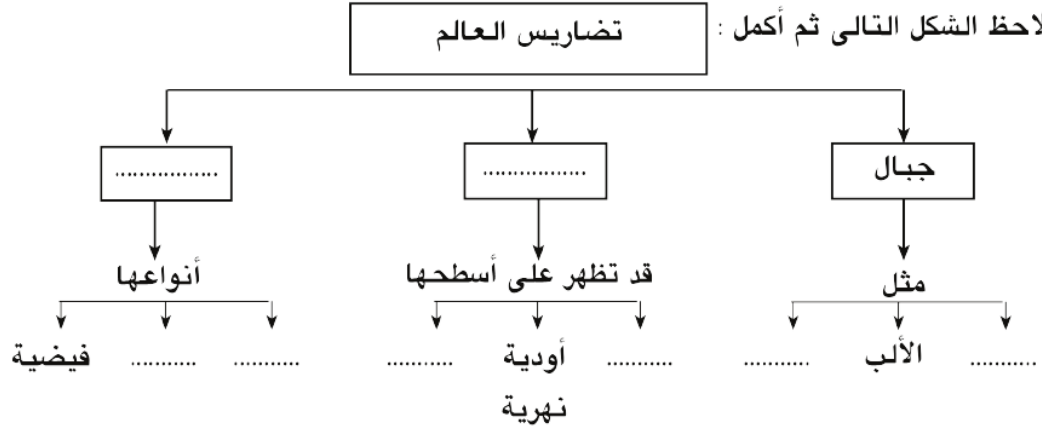 لاحظ الشكل التالى ثم أكمل :
تضاريس العالم
جبال
..................
..................
مثل
قد تظهر على أسطحها
أنواعها
........... الألب ...........
........... أودية ...........
نهرية
........... ........... فيضية